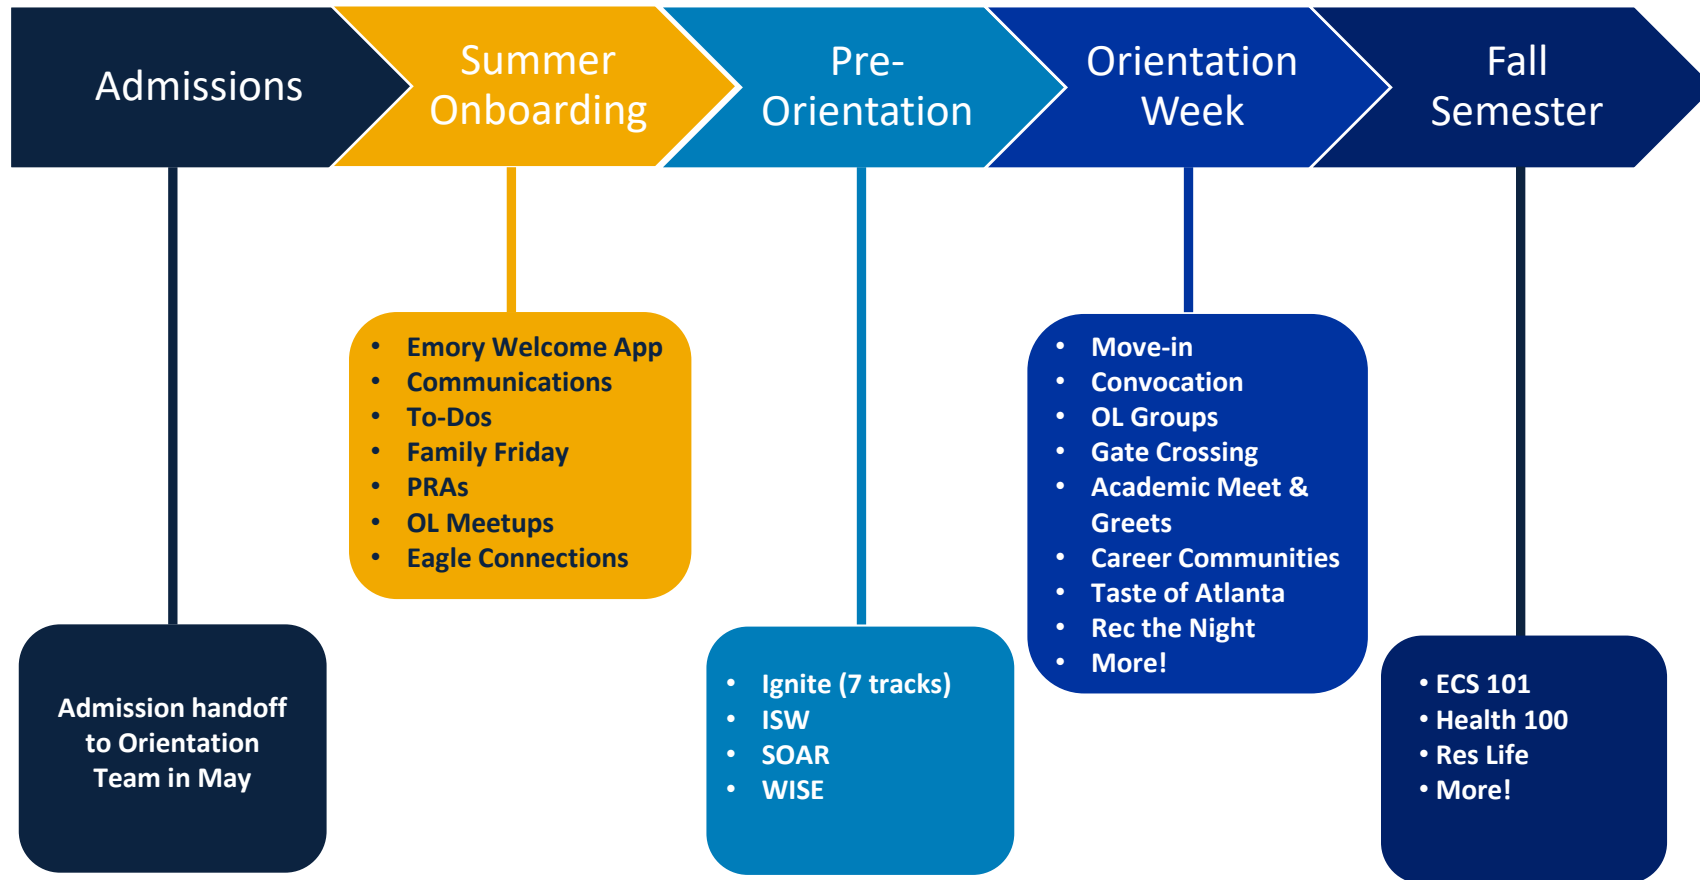 Admissions
Summer
Onboarding
Pre-
Orientation
Orientation
Week
Fall
Semester
Admission handoff
to Orientation
Team in May
• Emory Welcome App
• Communications
• To-Dos
• Family Friday
• PRAs
• OL Meetups
• Eagle Connections
• Ignite (7 tracks)
• ISW
• SOAR
• WISE
• Move-in
• Convocation
• OL Groups
• Gate Crossing
• Academic Meet &
Greets
• Career Communities
• Taste of Atlanta
• Rec the Night
• More!
• ECS 101
• Health 100
• Res Life
• More!